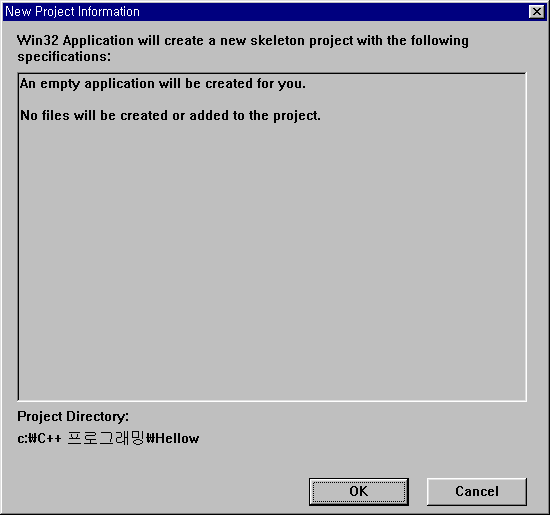 New Project Information
Win32 Application will create a new skeleton project with the following
specifications:
An empty application will be created for you.
No files will be created or added to the project.
Project Directory:
c:₩C++ 프로그래밍₩Hellow
OK
Cancel